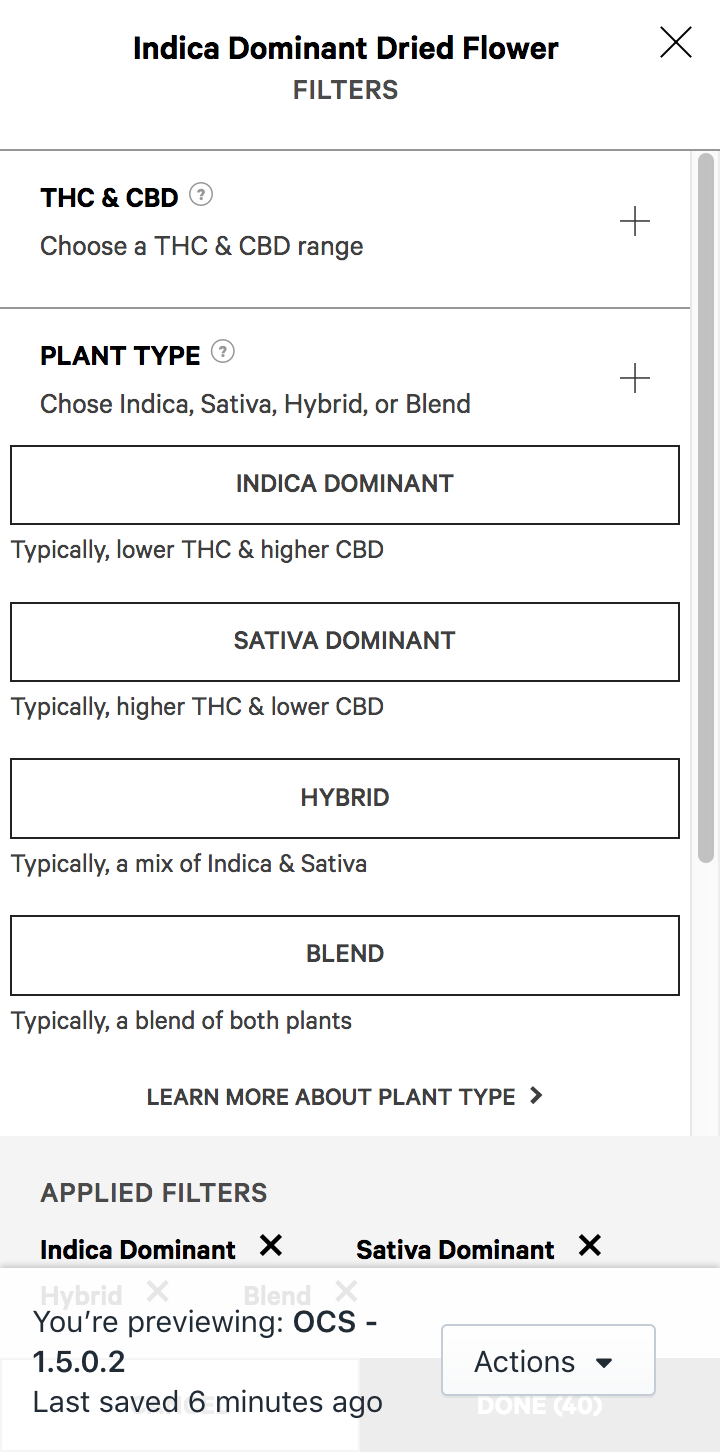 Indica Dominant Dried Flower
FILTERS
THC & CBD ?
Choose a THC & CBD range
PLANT TYPE ?
Chose Indica, Sativa, Hybrid, or Blend
INDICA DOMINANT
Typically, lower THC & higher CBD
SATIVA DOMINANT
Typically, higher THC & lower CBD
HYBRID
Typically, a mix of Indica & Sativa
BLEND
Typically, a blend of both plants
LEARN MORE ABOUT PLANT TYPE
APPLIED FILTERS
Indica Dominant Sativa Dominant
Hybrid Blend
You’re previewing: OCS -
1.5.0.2
Last saved 6 minutes ago
Actions
DONE (40)